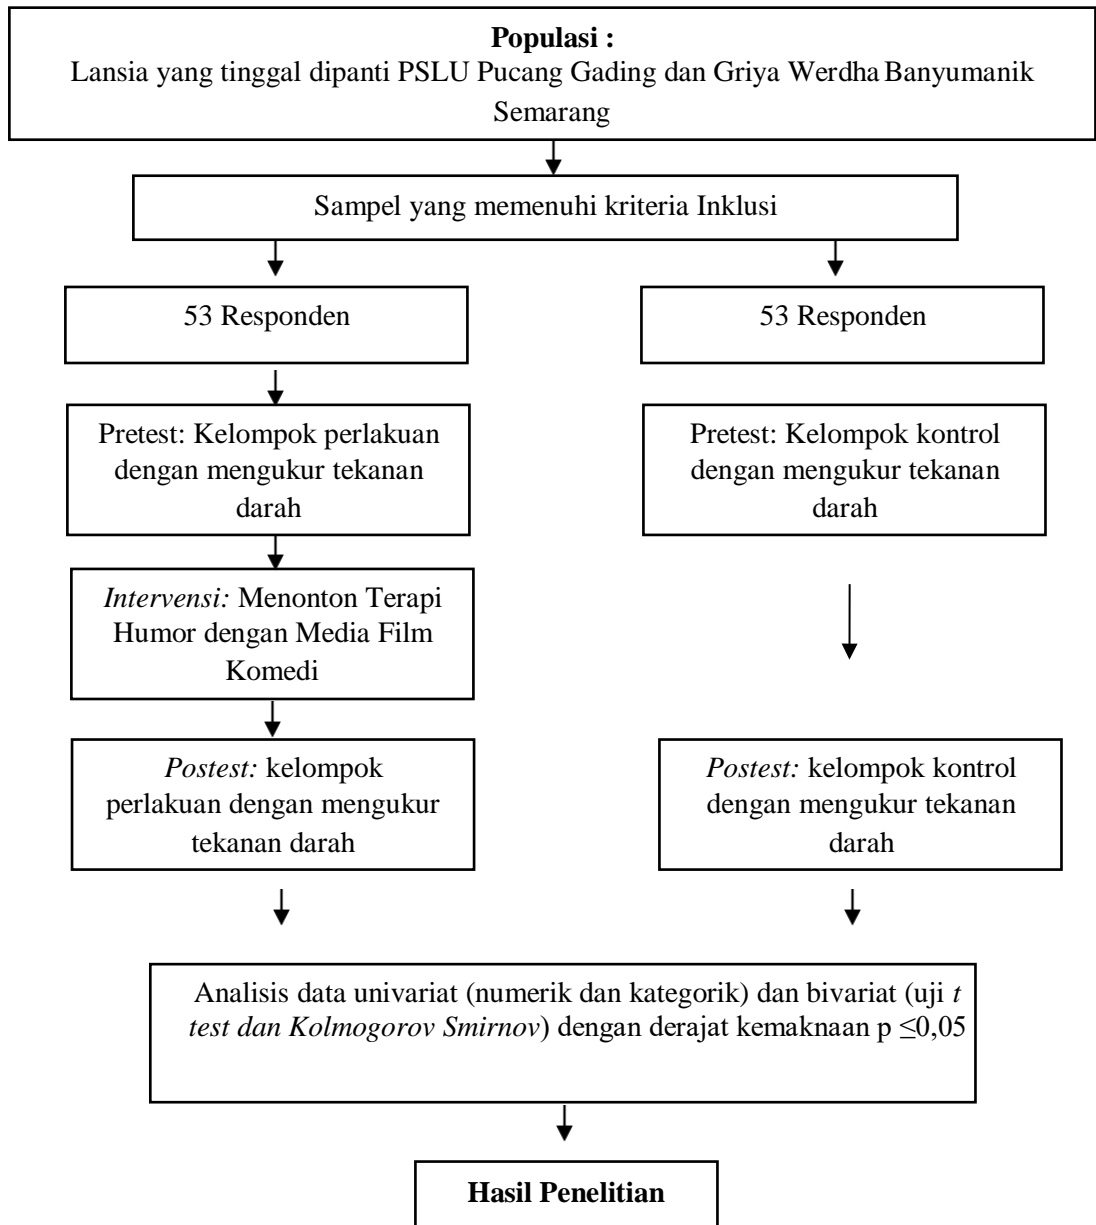 Populasi :
Lansia yang tinggal dipanti PSLU Pucang Gading dan Griya Werdha Banyumanik
Semarang
Sampel yang memenuhi kriteria Inklusi
53 Responden
53 Responden
Pretest: Kelompok perlakuan
dengan mengukur tekanan
darah
Pretest: Kelompok kontrol
dengan mengukur tekanan
darah
Intervensi: Menonton Terapi
Humor dengan Media Film
Komedi
Postest: kelompok
perlakuan dengan mengukur
tekanan darah
Postest: kelompok kontrol
dengan mengukur tekanan
darah
Analisis data univariat (numerik dan kategorik) dan bivariat (uji t
test dan Kolmogorov Smirnov) dengan derajat kemaknaan p ≤0,05
Hasil Penelitian